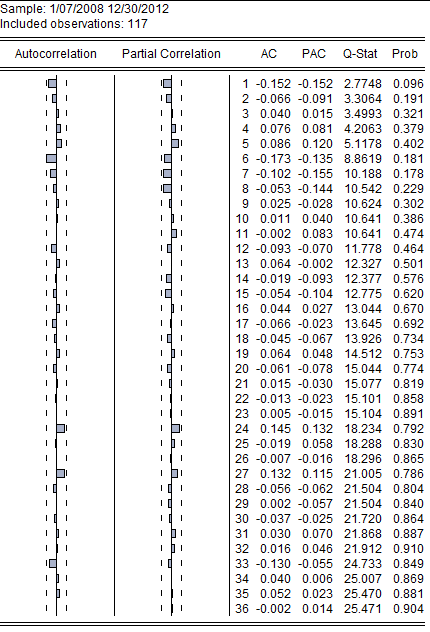 Sample: 1/07/2008 12/30/2012
Included observations: 117
Autocorrelation Partial Correlation AC PAC Q-Stat Prob
1 -0.152 -0.152 2.7748 0.096
2 -0.066 -0.091 3.3064 0.191
3 0.040 0.015 3.4993 0.321
4 0.076 0.081 4.2063 0.379
5 0.086 0.120 5.1178 0.402
6 -0.173 -0.135 8.8619 0.181
7 -0.102 -0.155 10.188 0.178
8 -0.053 -0.144 10.542 0.229
9 0.025 -0.028 10.624 0.302
10 0.011 0.040 10.641 0.386
11 -0.002 0.083 10.641 0.474
12 -0.093 -0.070 11.778 0.464
13 0.064 -0.002 12.327 0.501
14 -0.019 -0.093 12.377 0.576
15 -0.054 -0.104 12.775 0.620
16 0.044 0.027 13.044 0.670
17 -0.066 -0.023 13.645 0.692
18 -0.045 -0.067 13.926 0.734
19 0.064 0.048 14.512 0.753
20 -0.061 -0.078 15.044 0.774
21 0.015 -0.030 15.077 0.819
22 -0.013 -0.023 15.101 0.858
23 0.005 -0.015 15.104 0.891
24 0.145 0.132 18.234 0.792
25 -0.019 0.058 18.288 0.830
26 -0.007 -0.016 18.296 0.865
27 0.132 0.115 21.005 0.786
28 -0.056 -0.062 21.504 0.804
29 0.002 -0.057 21.504 0.840
30 -0.037 -0.025 21.720 0.864
31 0.030 0.070 21.868 0.887
32 0.016 0.046 21.912 0.910
33 -0.130 -0.055 24.733 0.849
34 0.040 0.006 25.007 0.869
35 0.052 0.023 25.470 0.881
36 -0.002 0.014 25.471 0.904